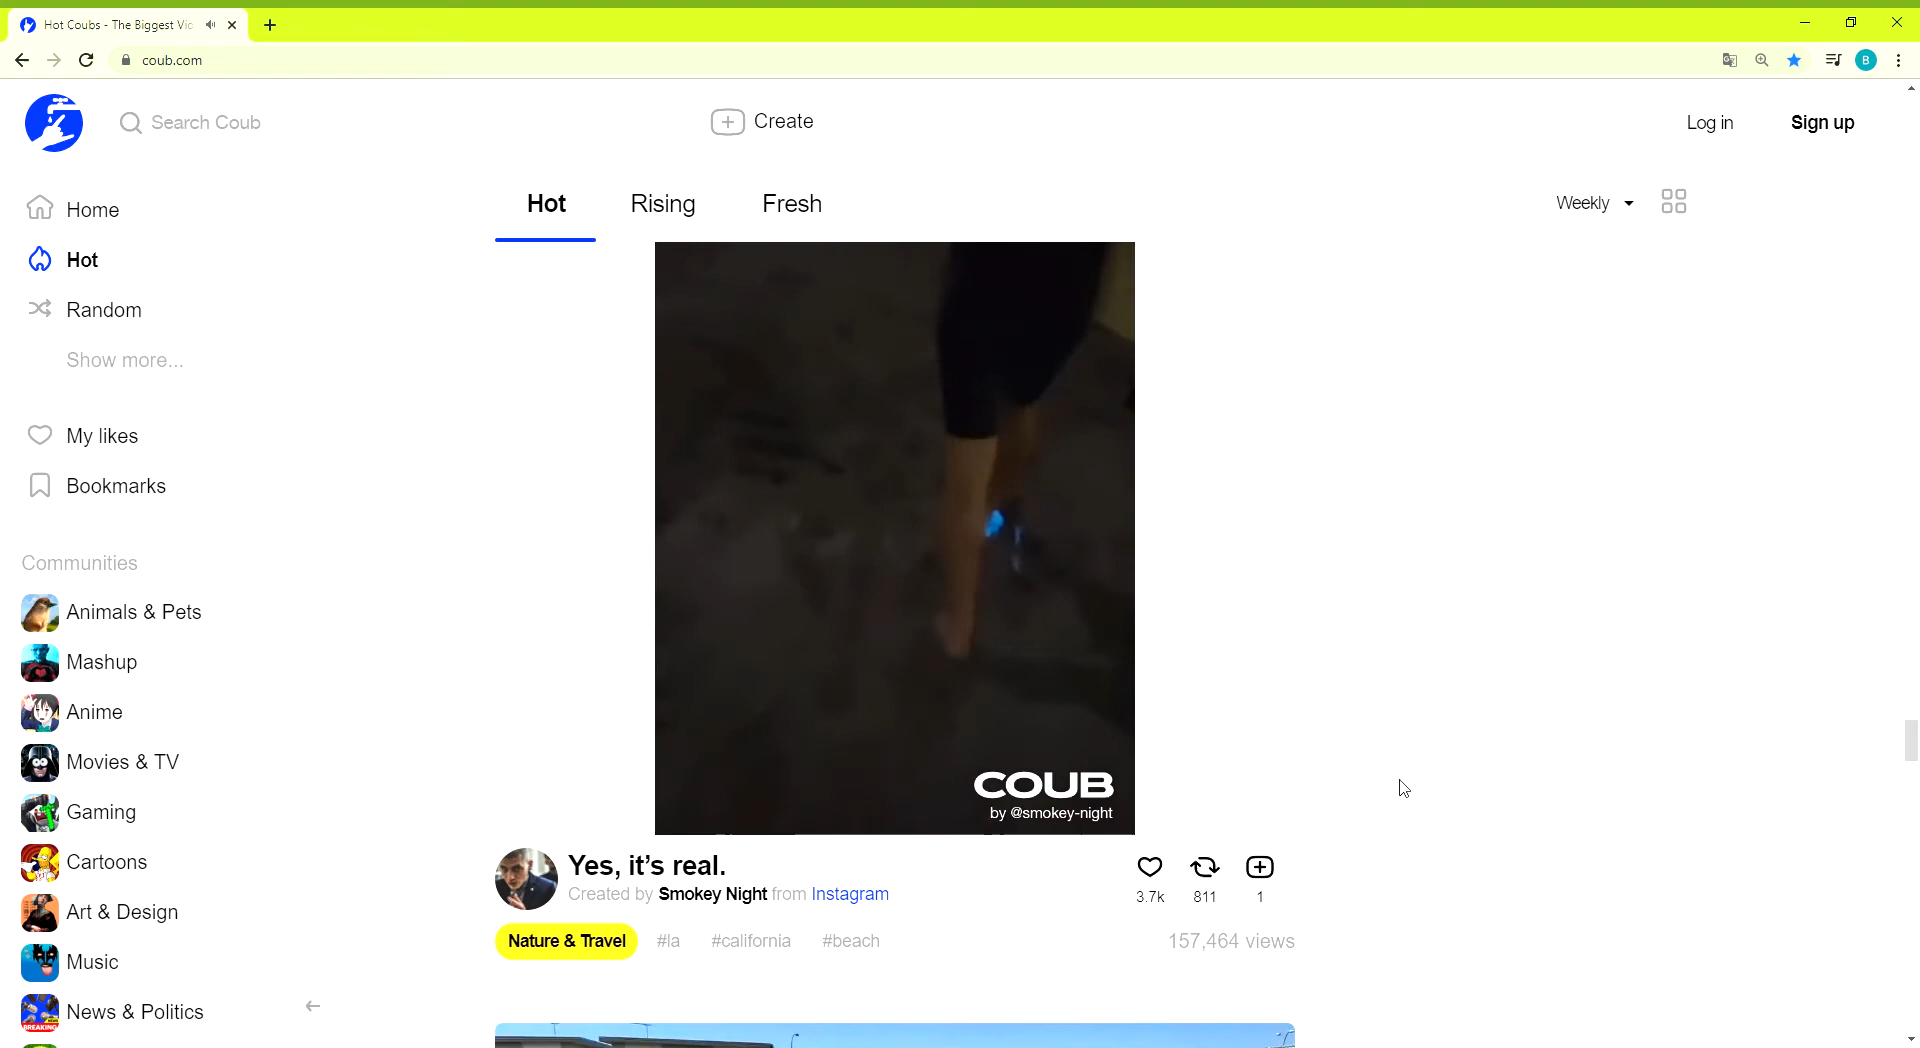 Hot Coubs - The Biggest Vid
coub.com
B
Search Coub
Create
Log in
Sign up
Home
Hot
Random
Show more...
My likes
Bookmarks
Communities
Animals & Pets
Mashup
Anime
Movies & TV
Gaming
Cartoons
Art & Design
Music
BREAKING
News & Politics
Hot
Rising
Fresh
Weekly
COUB
by @smokey-night
Yes, it's real.
Created by Smokey Night from Instagram
3.7k
811
1
Nature & Travel
#la
#california
#beach
157,464 views